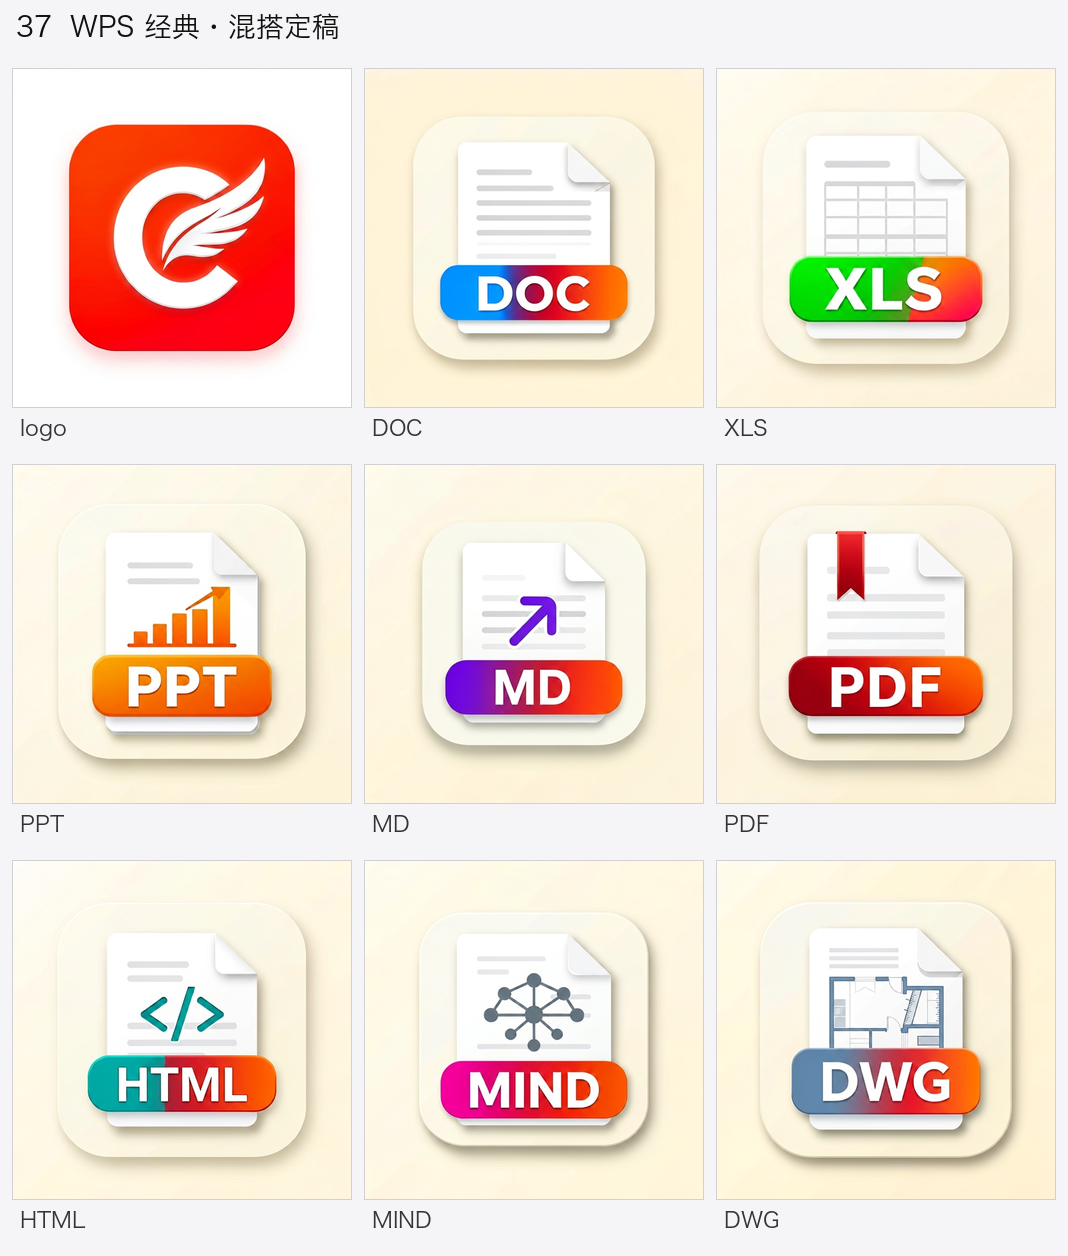 37 WPS 经典・混搭定稿
logo
DOC
DOC
XLS
XLS
PPT
PPT
MD
MD
PDF
PDF
</>
HTML
HTML
MIND
MIND
DWG
DWG